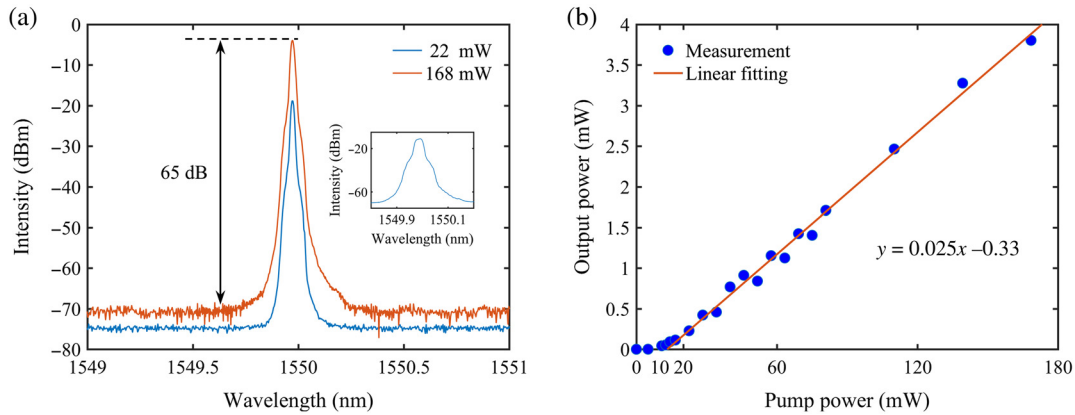 (a)
0
−10
−20
−30
−40
−50
−60
−70
−80
Intensity (dBm)
22 mW
168 mW
65 dB
−20
−60
Intensity (dBm)
1549.9 1550.1
Wavelength (nm)
1549 1549.5 1550 1550.5 1551
Wavelength (nm)
(b)
4
3.5
3
2.5
2
1.5
1
0.5
0
Output power (mW)
Measurement
Linear fitting
y = 0.025x –0.33
0 10 20 60 120 180
Pump power (mW)